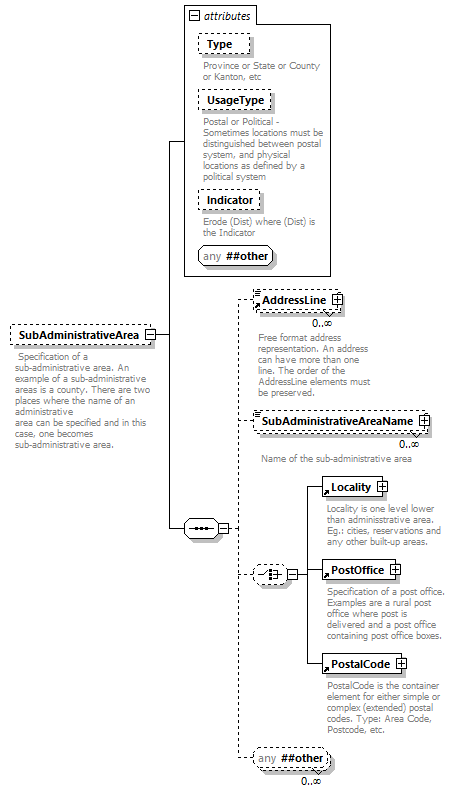 attributes
Type
Province or State or County
or Kanton, etc
UsageType
Postal or Political -
Sometimes locations must be
distinguished between postal
system, and physical
locations as defined by a
political system
Indicator
Erode (Dist) where (Dist) is
the Indicator
any ##other
SubAdministrativeArea
Specification of a
sub-administrative area. An
example of a sub-administrative
areas is a county. There are two
places where the name of an
administrative
area can be specified and in this
case, one becomes
sub-administrative area.
AddressLine
0..∞
Free format address
representation. An address
can have more than one
line. The order of the
AddressLine elements must
be preserved.
SubAdministrativeAreaName
0..∞
Name of the sub-administrative area
Locality
Locality is one level lower
than adminisstrative area.
Eg.: cities, reservations and
any other built-up areas.
PostOffice
Specification of a post office.
Examples are a rural post
office where post is
delivered and a post office
containing post office boxes.
PostalCode
PostalCode is the container
element for either simple or
complex (extended) postal
codes. Type: Area Code,
Postcode, etc.
any ##other
0..∞